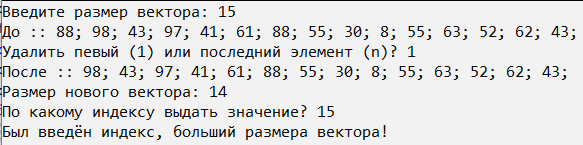 Введите размер вектора: 15
До :: 88; 98; 43; 97; 41; 61; 88; 55; 30; 8; 55; 63; 52; 62; 43;
Удалить певый (1) или последний элемент (n)? 1
После :: 98; 43; 97; 41; 61; 88; 55; 30; 8; 55; 63; 52; 62; 43;
Размер нового вектора: 14
По какому индексу выдать значение? 15
Был введён индекс, больший размера вектора!